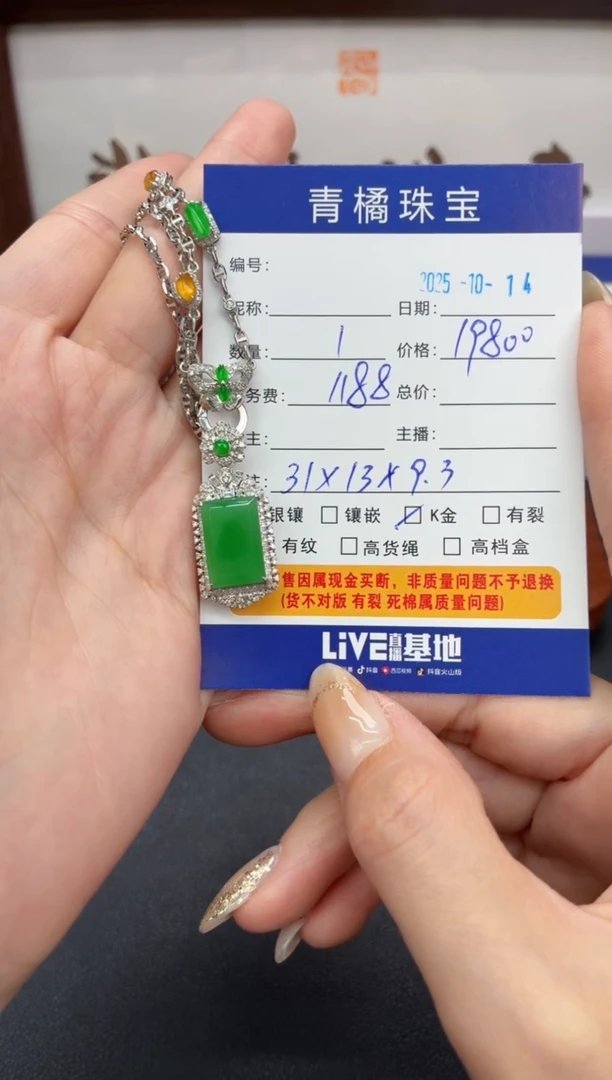 青橘珠宝
编号:
2025-10-14
昵称: 日期:
数量: 1 价格: 19800
务费: 1188 总价:
主: 主播:
注: 31X13X9.3
银镶 镶嵌 K金 有裂
有纹 高货绳 高档盒
售因属现金买断，非质量问题不予退换
(货不对版 有裂 死棉属质量问题)
LiVE直播基地
抖音 西瓜视频 抖音火山版